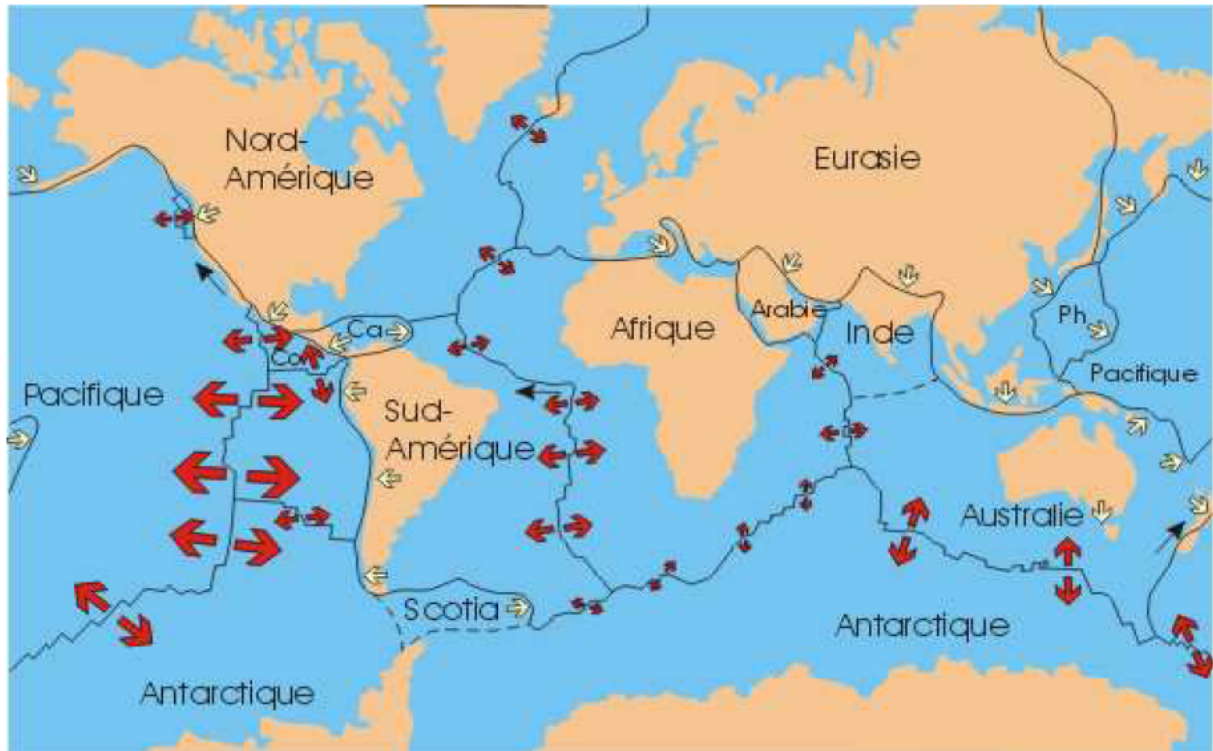 Nord-
Amérique
Eurasie
Ca
Afrique
Arabie
Inde
Ph
Pacifique
Co
Pacifique
Sud-
Amérique
Australie
Scotia
Antarctique
Antarctique